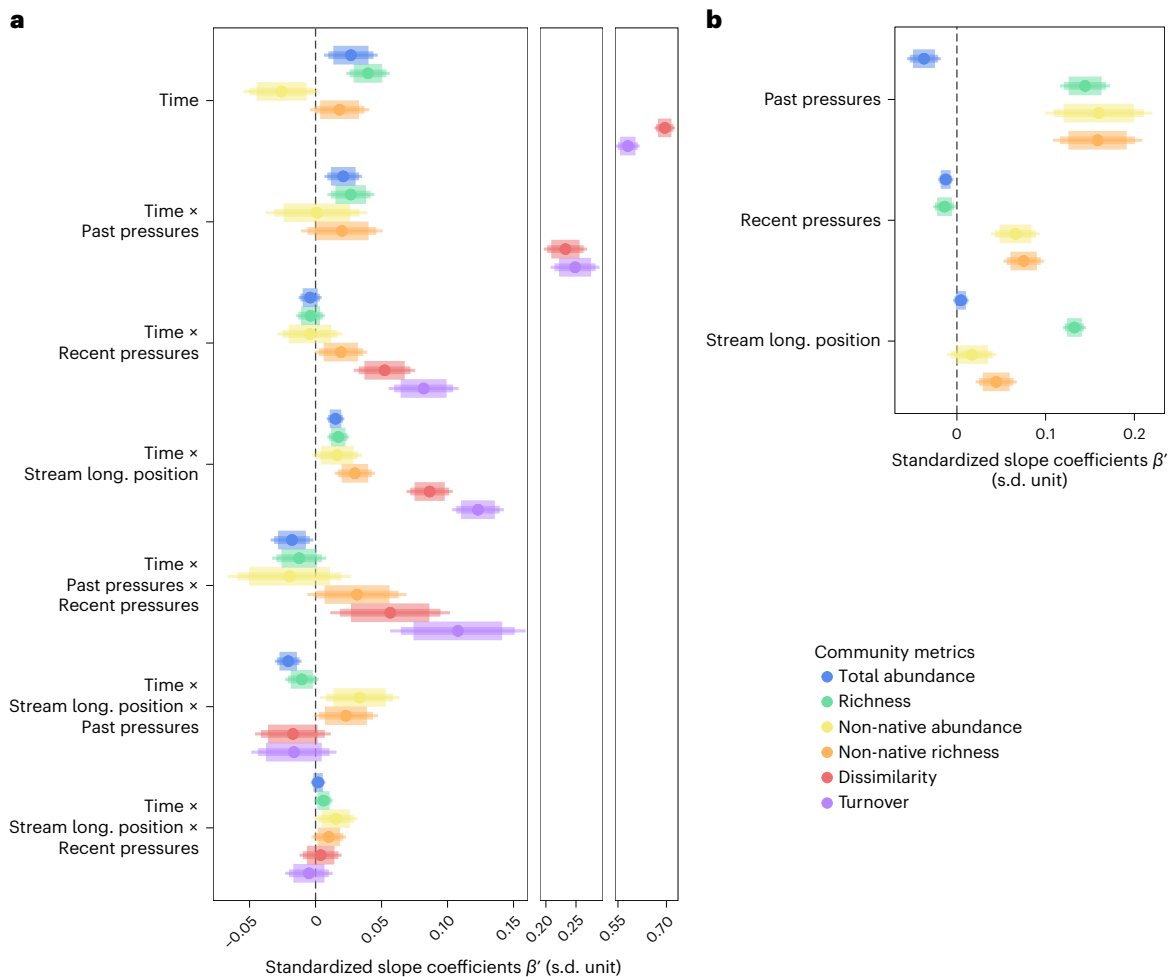 a
Time
Time ×
Past pressures
Time ×
Recent pressures
Time ×
Stream long. position
Time ×
Past pressures ×
Recent pressures
Time ×
Stream long. position ×
Past pressures
Time ×
Stream long. position ×
Recent pressures
−0.05 0 0.05 0.10 0.15 0.20 0.25 0.55 0.70
Standardized slope coefficients β′ (s.d. unit)
b
Past pressures
Recent pressures
Stream long. position
0 0.1 0.2
Standardized slope coefficients β′
(s.d. unit)
Community metrics
Total abundance
Richness
Non-native abundance
Non-native richness
Dissimilarity
Turnover